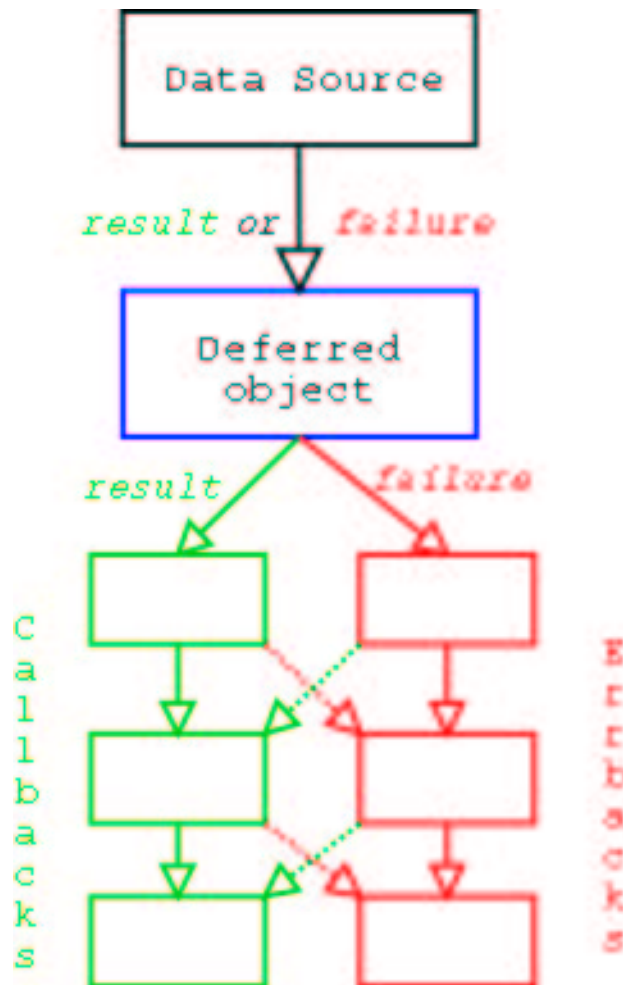 Data Source
result or failure
Deferred
object
result failure
Callbacks
Errbacks